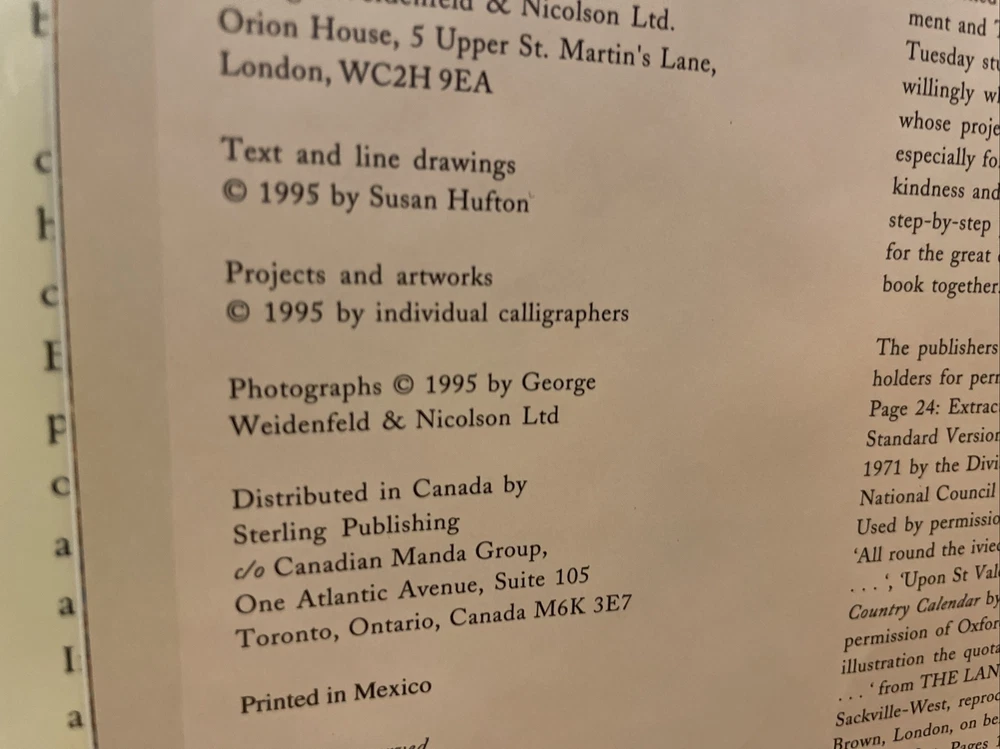 & Nicolson Ltd.
Orion House, 5 Upper St. Martin's Lane,
London, WC2H 9EA
Text and line drawings
© 1995 by Susan Hufton
Projects and artworks
© 1995 by individual calligraphers
Photographs © 1995 by George
Weidenfeld & Nicolson Ltd
Distributed in Canada by
Sterling Publishing
c/o Canadian Manda Group,
One Atlantic Avenue, Suite 105
Toronto, Ontario, Canada M6K 3E7
Printed in Mexico
ment and
Tuesday
willingly
whose
especially
kindness and
step-by-step
for the great
book together.
The publishers
holders for
Page 24:
Standard
1971 by the
National Council
Used by
'All round the
. . . ', 'Upon St
Country Calendar by
permission of
illustration the
. . . ' from THE
Sackville-West,
Brown, London, on
Pages